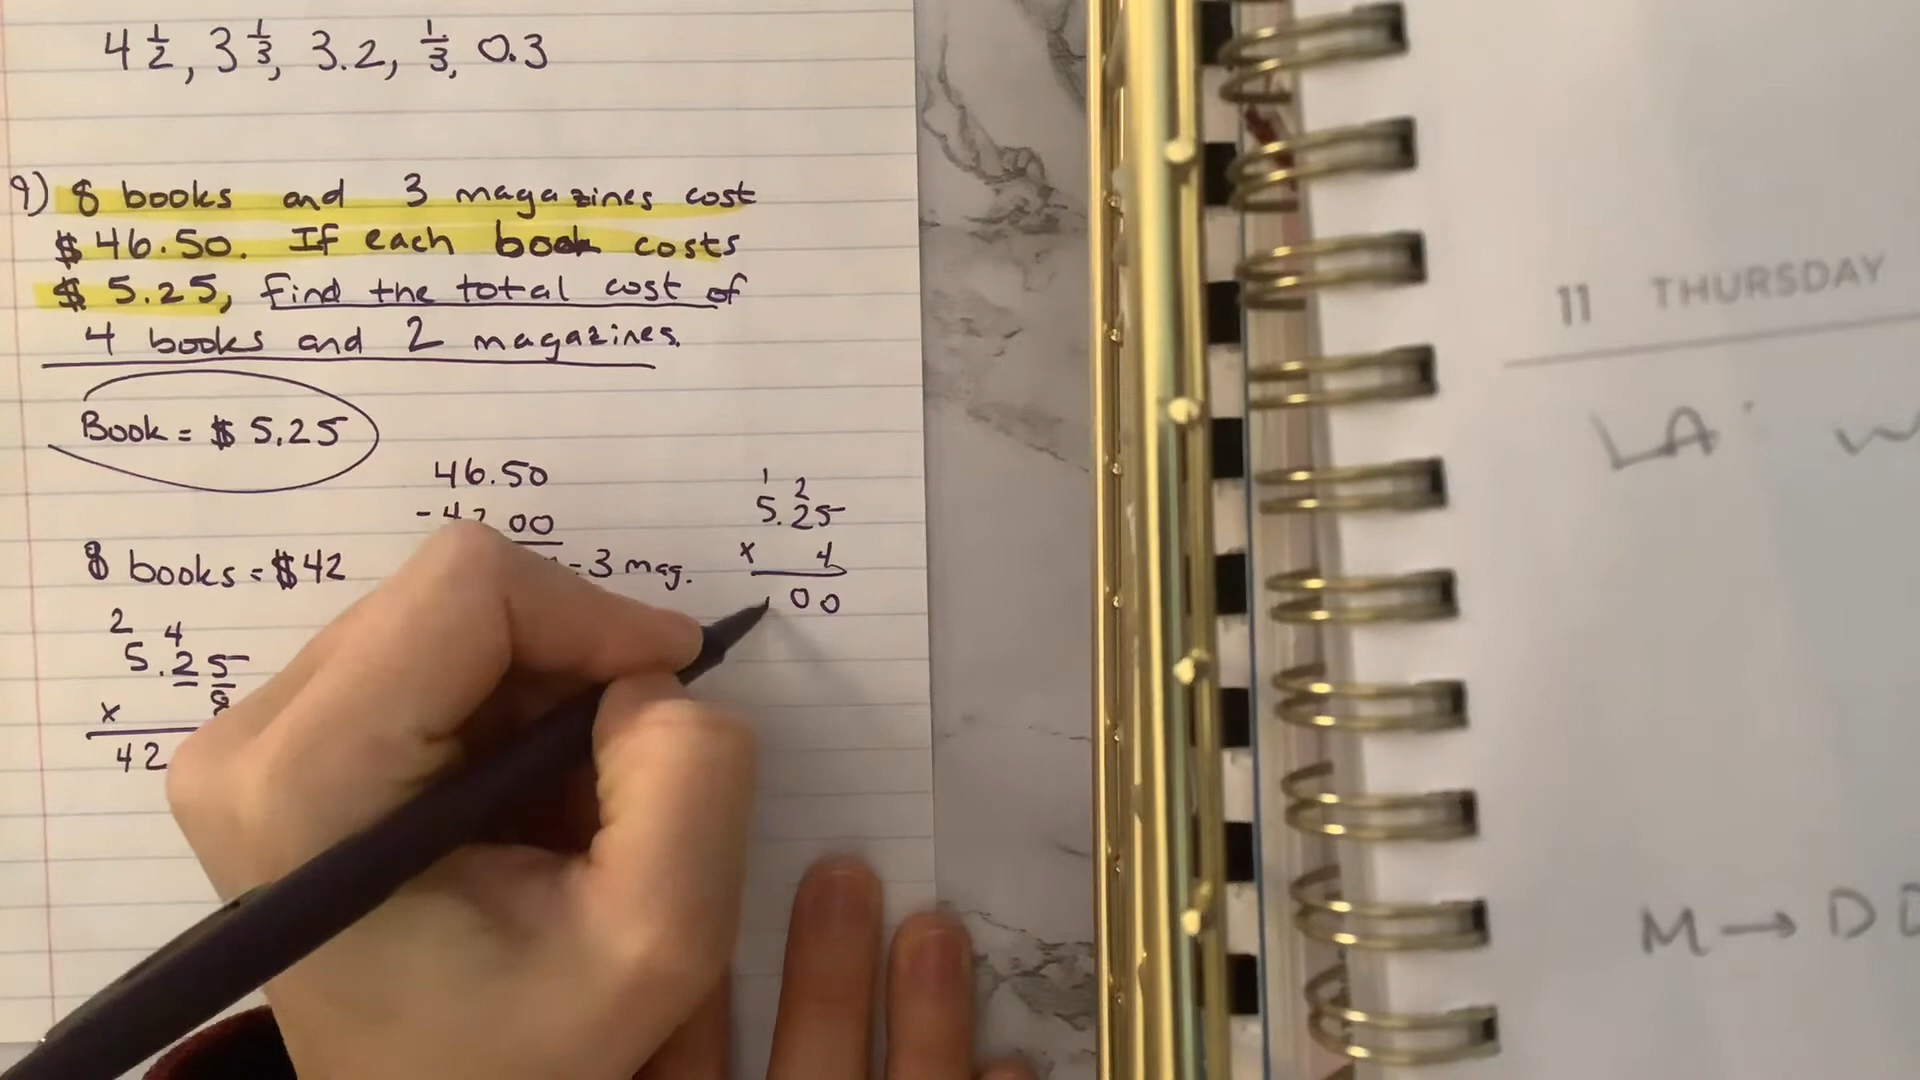 4 1/2, 3 1/3, 3.2, 1/3, 0.3
9) 8 books and 3 magazines cost
$ 46.50. If each book costs
$ 5.25, find the total cost of
4 books and 2 magazines.
Book = $ 5.25
46.50
- 42 00
= 3 mag.
8 books = $42
2 4
5.25
x 8
42
1 2
5.25
x 4
00
11 THURSDAY
LA:
M → D